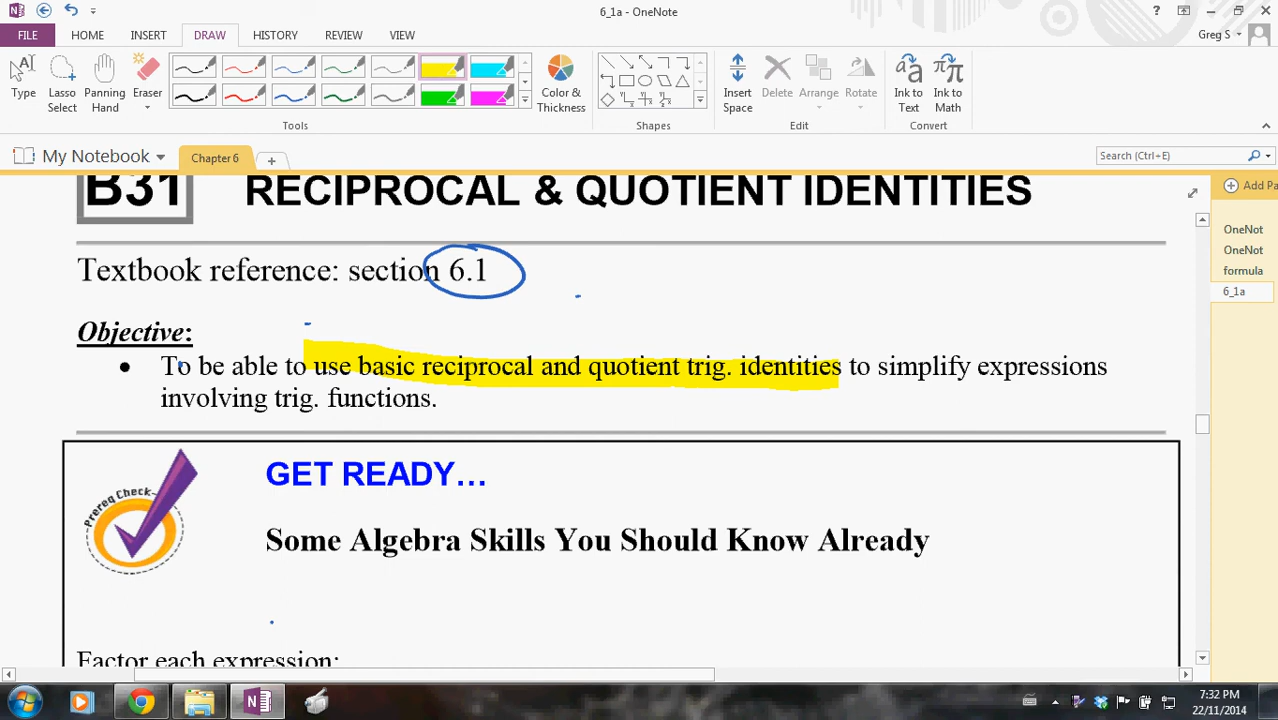 6_1a - OneNote
?
Greg S
FILE HOME INSERT DRAW HISTORY REVIEW VIEW
Type
Lasso Select
Panning Hand
Eraser
Color & Thickness
Insert Space
Delete
Arrange
Rotate
Ink to Text
Ink to Math
Tools
Shapes
Edit
Convert
My Notebook
Chapter 6
Search (Ctrl+E)
Add Pa
OneNot
OneNot
formula
6_1a
B31
RECIPROCAL & QUOTIENT IDENTITIES
Textbook reference: section 6.1
Objective:
• To be able to use basic reciprocal and quotient trig. identities to simplify expressions
involving trig. functions.
Prereq Check
GET READY…
Some Algebra Skills You Should Know Already
Factor each expression:
7:32 PM
22/11/2014